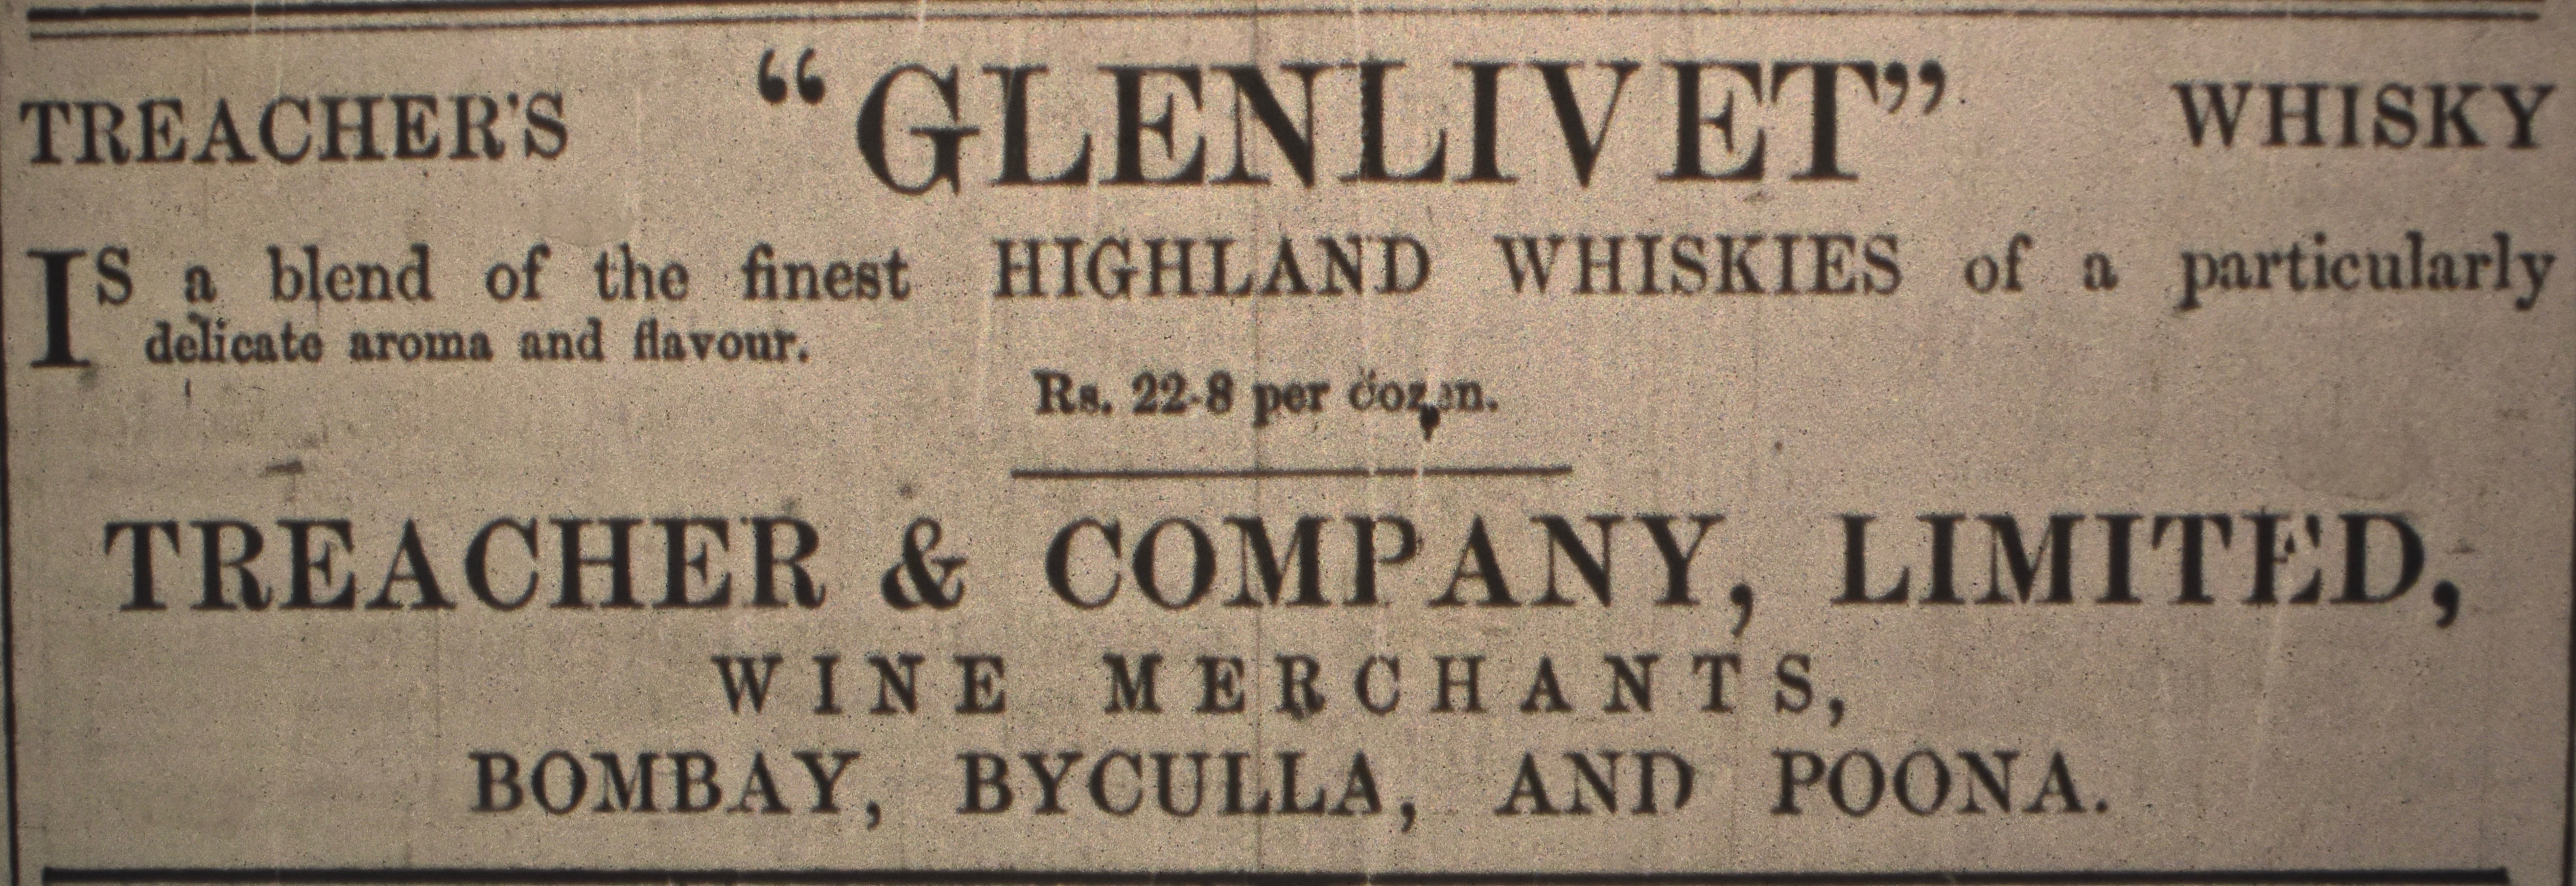 TREACHER'S “GLENLIVET” WHISKY
IS a blend of the finest HIGHLAND WHISKIES of a particularly
delicate aroma and flavour.
Rs. 22-8 per dozen.
TREACHER & COMPANY, LIMITED,
WINE MERCHANTS,
BOMBAY, BYCULLA, AND POONA.